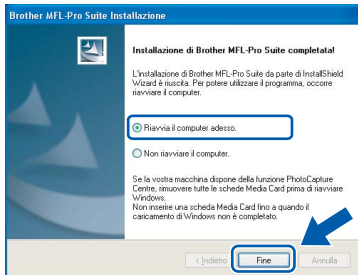 Brother MFL-Pro Suite Installazione
Installazione di Brother MFL-Pro Suite completata!
L'installazione di Brother MFL-Pro Suite da parte di InstallShield
Wizard è riuscita. Per potere utilizzare il programma, occorre
riavviare il computer.
Riavvia il computer adesso.
Non riavviare il computer.
Se la vostra macchina dispone della funzione PhotoCapture
Centre, rimuovere tutte le schede Media Card prima di riavviare
Windows.
Non inserire una scheda Media Card fino a quando il
caricamento di Windows non è completato.
< Indietro Fine Annulla